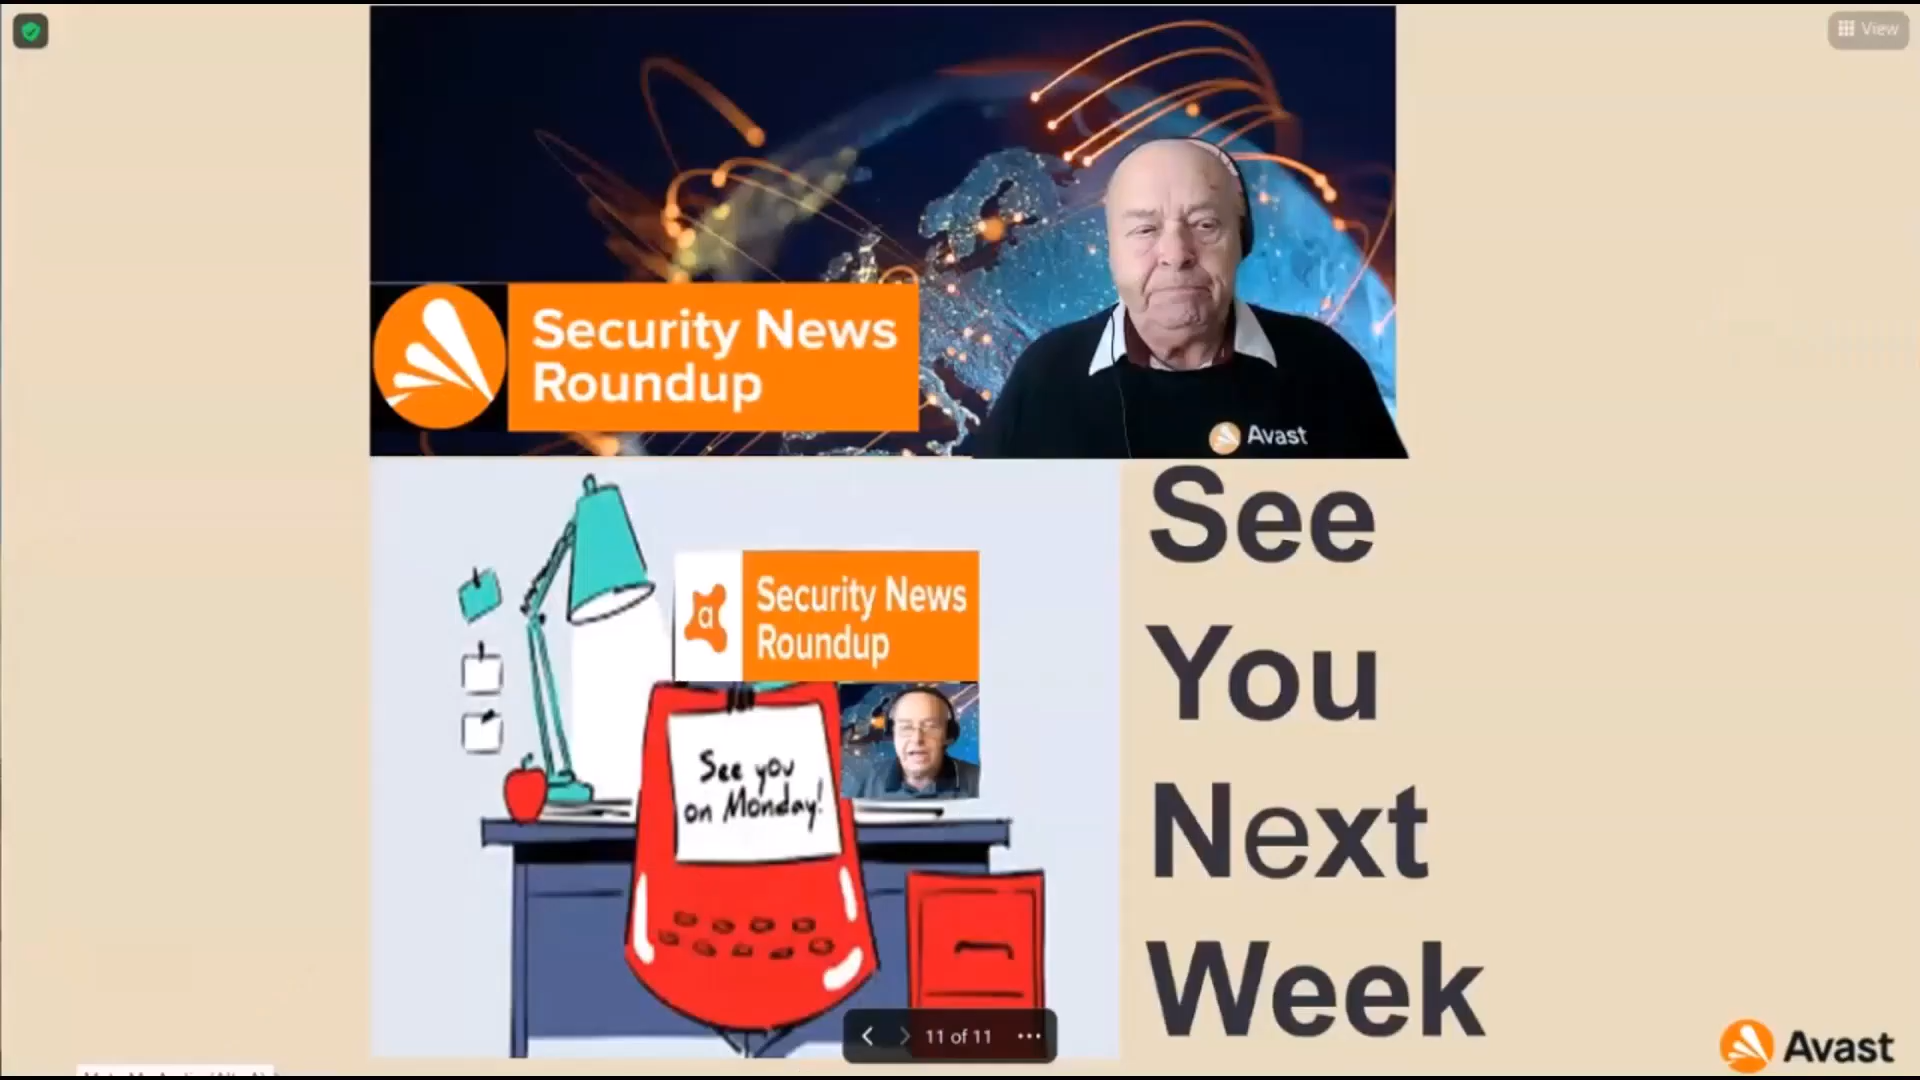 View
Security News
Roundup
Avast
See
You
Next
Week
a
Security News
Roundup
See you
on Monday!
11 of 11
Avast